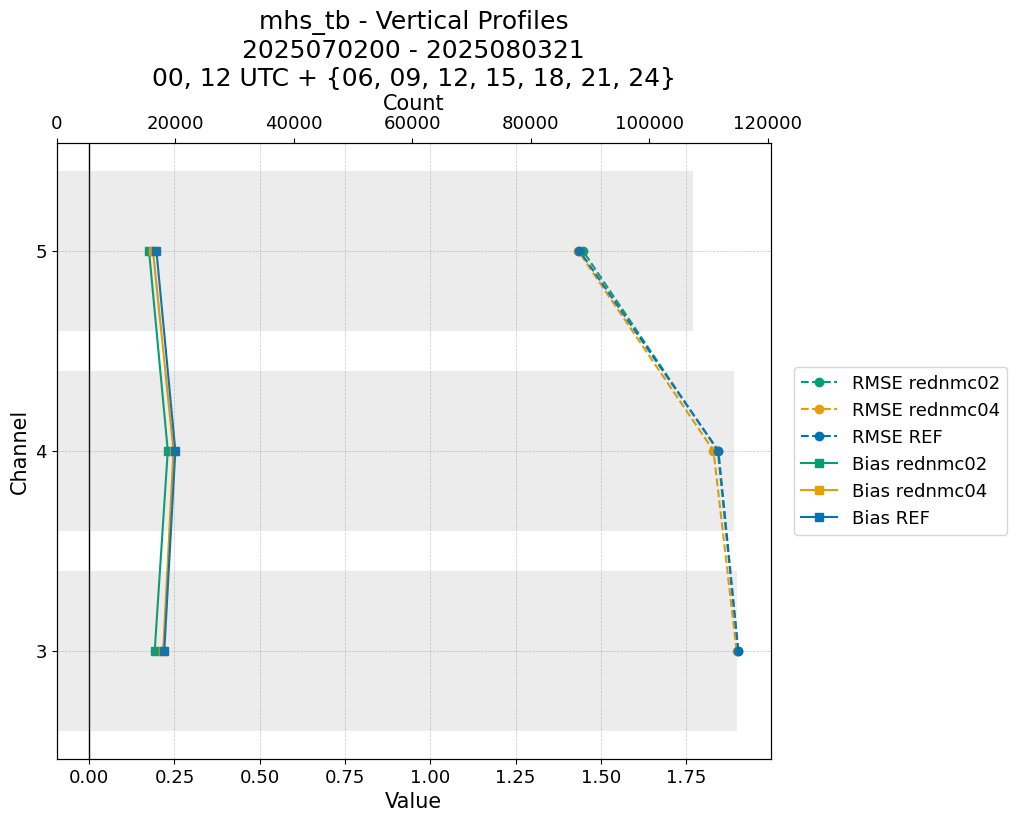 mhs_tb - Vertical Profiles
2025070200 - 2025080321
00, 12 UTC + {06, 09, 12, 15, 18, 21, 24}
Count
0 20000 40000 60000 80000 100000 120000
Channel
5
4
3
RMSE rednmc02
RMSE rednmc04
RMSE REF
Bias rednmc02
Bias rednmc04
Bias REF
0.00 0.25 0.50 0.75 1.00 1.25 1.50 1.75
Value